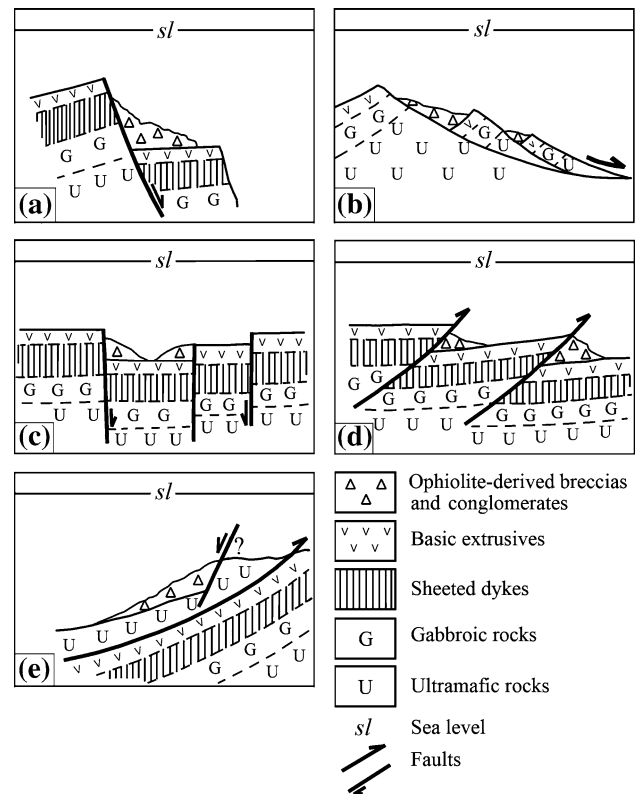 sl
G G
U U U
G G
(a)
sl
G U
G U
G U
G U
U U U U
U U U U
(b)
sl
G G G
U U
G G
U U U
G G
U U
G G
U U
(c)
sl
G G
G G G G
U U U U
G G G G G
U U U U U
(d)
sl
?
U U
U U U U U
G G G
U U
(e)
Ophiolite-derived breccias
and conglomerates
Basic extrusives
Sheeted dykes
G Gabbroic rocks
U Ultramafic rocks
sl Sea level
Faults